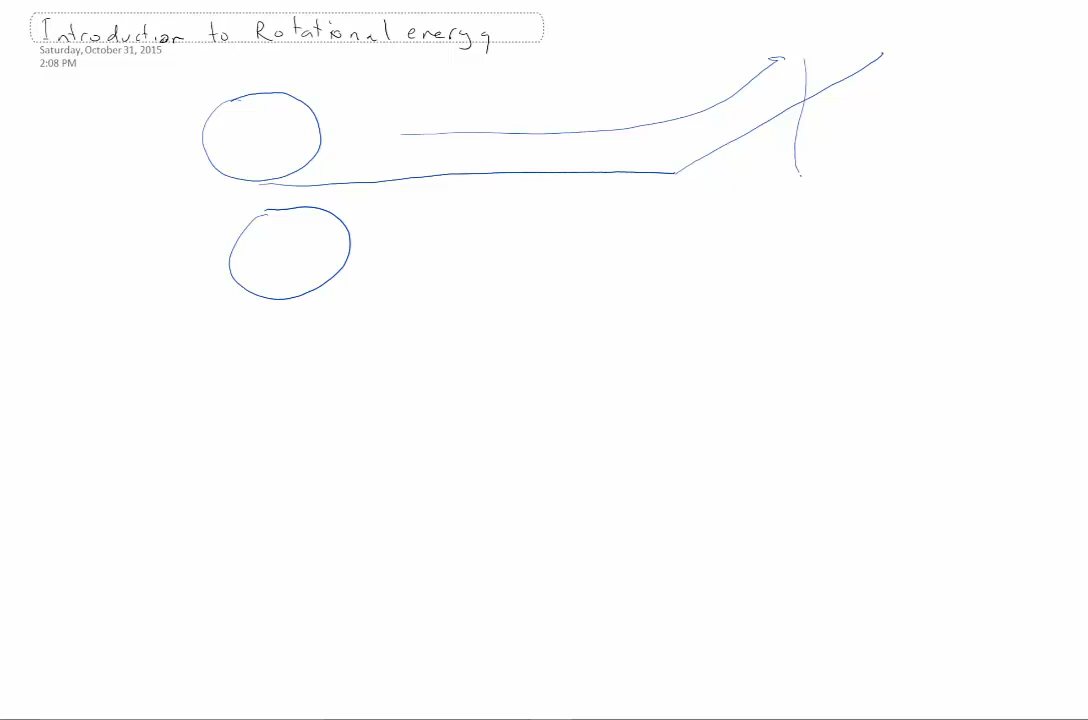 Introduction to Rotational energy
Saturday, October 31, 2015
2:08 PM